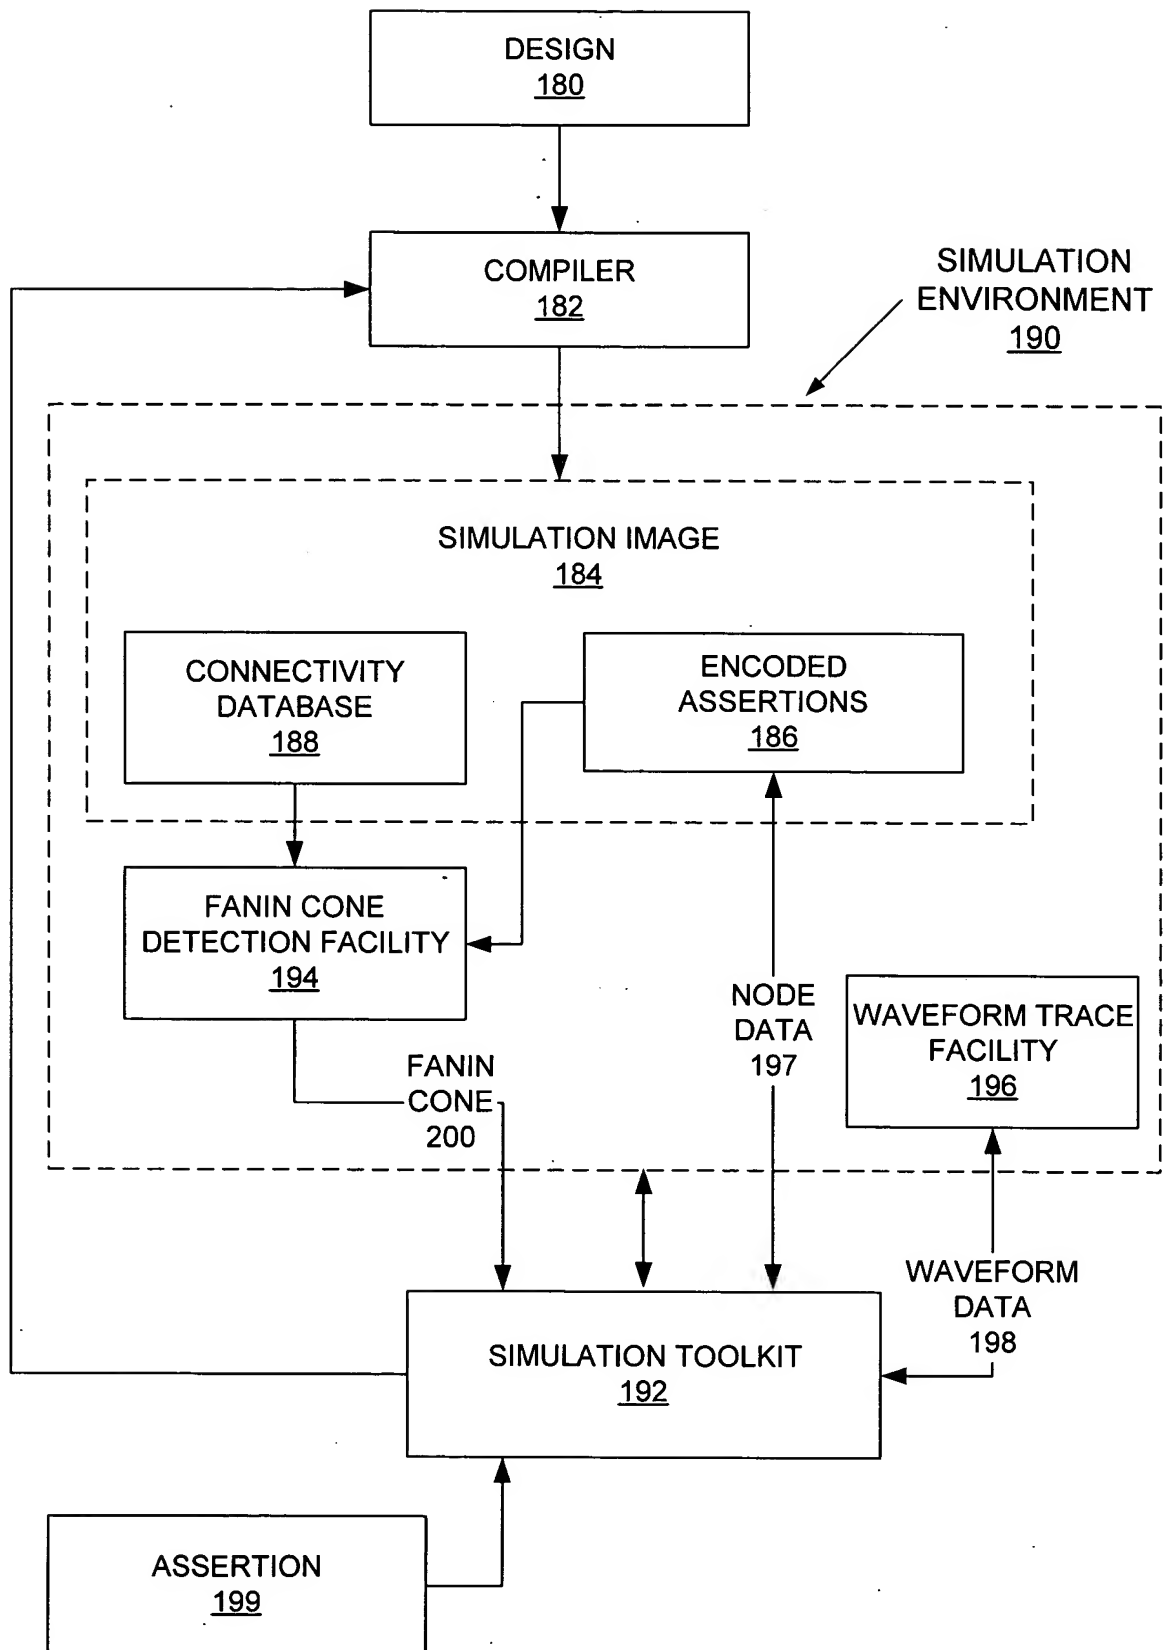 DESIGN
180
COMPILER
182
SIMULATION
ENVIRONMENT
190
SIMULATION IMAGE
184
CONNECTIVITY
DATABASE
188
ENCODED
ASSERTIONS
186
FANIN CONE
DETECTION FACILITY
194
NODE
DATA
197
WAVEFORM TRACE
FACILITY
196
FANIN
CONE
200
WAVEFORM
DATA
198
SIMULATION TOOLKIT
192
ASSERTION
199